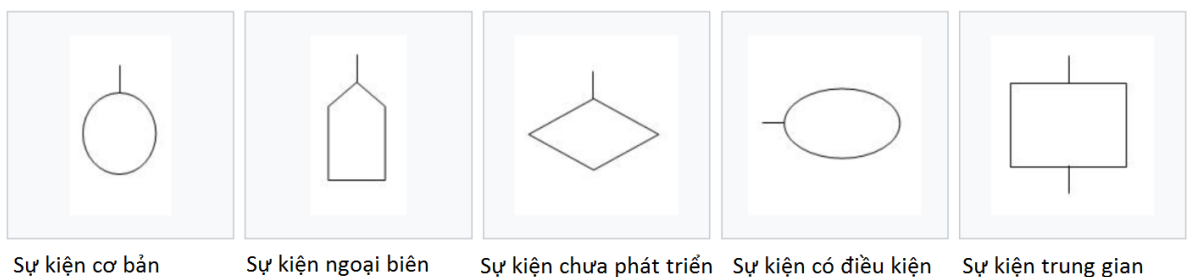 Sự kiện cơ bản
Sự kiện ngoại biên
Sự kiện chưa phát triển
Sự kiện có điều kiện
Sự kiện trung gian